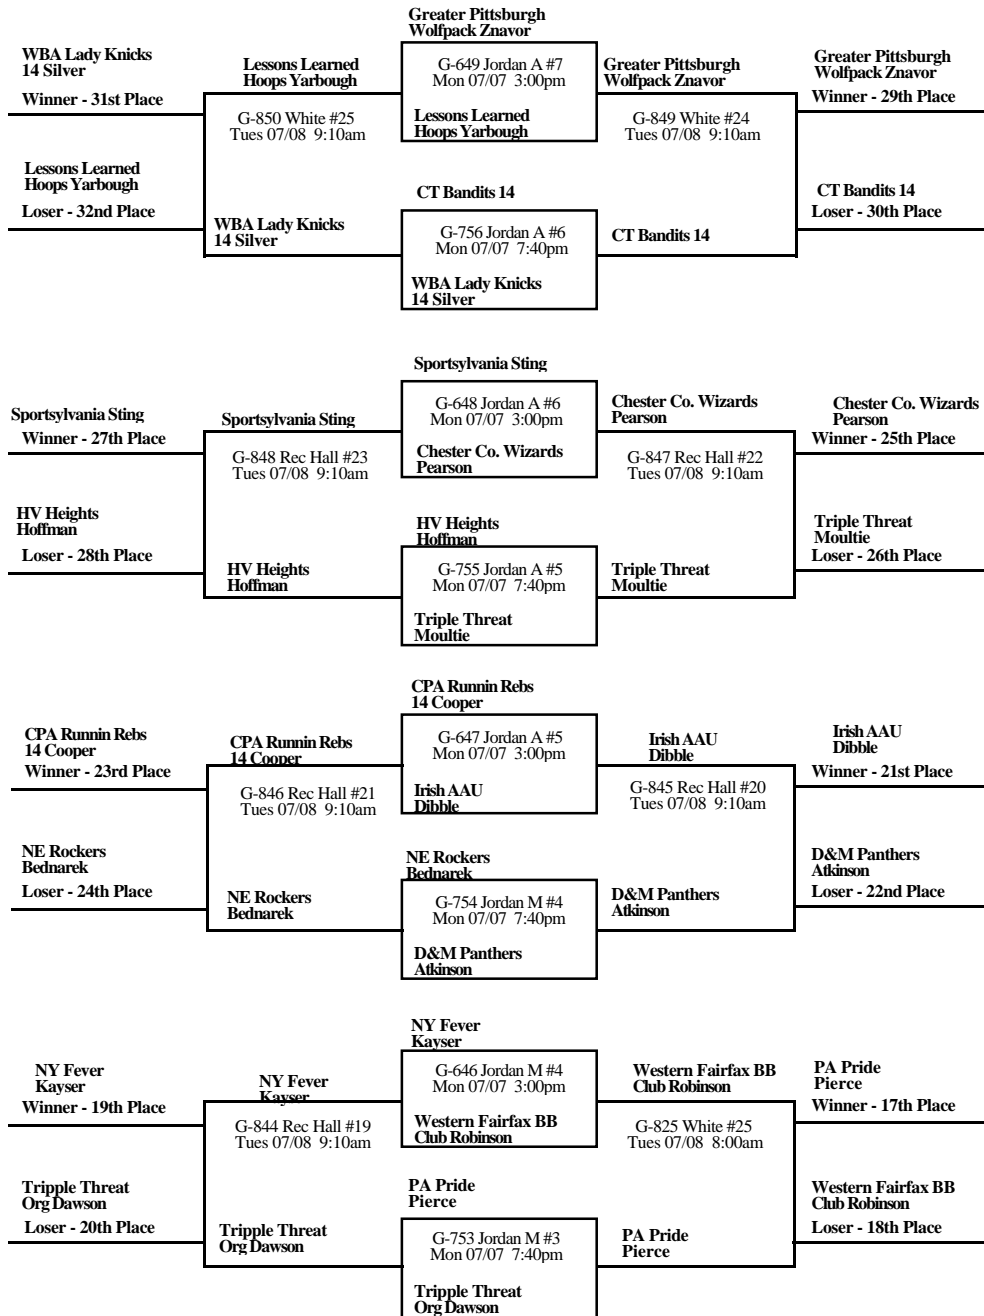 Greater Pittsburgh
Wolfpack Znavor
WBA Lady Knicks
14 Silver
Winner - 31st Place
Lessons Learned
Hoops Yarbough
G-649 Jordan A #7
Mon 07/07  3:00pm
Greater Pittsburgh
Wolfpack Znavor
Greater Pittsburgh
Wolfpack Znavor
Winner - 29th Place
G-850 White #25
Tues 07/08  9:10am
Lessons Learned
Hoops Yarbough
G-849 White #24
Tues 07/08  9:10am
Lessons Learned
Hoops Yarbough
Loser - 32nd Place
CT Bandits 14
CT Bandits 14
Loser - 30th Place
WBA Lady Knicks
14 Silver
G-756 Jordan A #6
Mon 07/07  7:40pm
CT Bandits 14
WBA Lady Knicks
14 Silver
Sportsylvania Sting
Sportsylvania Sting
Winner - 27th Place
Sportsylvania Sting
G-648 Jordan A #6
Mon 07/07  3:00pm
Chester Co. Wizards
Pearson
Chester Co. Wizards
Pearson
Winner - 25th Place
G-848 Rec Hall #23
Tues 07/08  9:10am
Chester Co. Wizards
Pearson
G-847 Rec Hall #22
Tues 07/08  9:10am
HV Heights
Hoffman
Loser - 28th Place
HV Heights
Hoffman
Triple Threat
Moultie
Loser - 26th Place
HV Heights
Hoffman
G-755 Jordan A #5
Mon 07/07  7:40pm
Triple Threat
Moultie
Triple Threat
Moultie
CPA Runnin Rebs
14 Cooper
CPA Runnin Rebs
14 Cooper
Winner - 23rd Place
CPA Runnin Rebs
14 Cooper
G-647 Jordan A #5
Mon 07/07  3:00pm
Irish AAU
Dibble
Irish AAU
Dibble
Winner - 21st Place
G-846 Rec Hall #21
Tues 07/08  9:10am
Irish AAU
Dibble
G-845 Rec Hall #20
Tues 07/08  9:10am
NE Rockers
Bednarek
Loser - 24th Place
NE Rockers
Bednarek
D&M Panthers
Atkinson
Loser - 22nd Place
NE Rockers
Bednarek
G-754 Jordan M #4
Mon 07/07  7:40pm
D&M Panthers
Atkinson
D&M Panthers
Atkinson
NY Fever
Kayser
NY Fever
Kayser
Winner - 19th Place
NY Fever
Kayser
G-646 Jordan M #4
Mon 07/07  3:00pm
Western Fairfax BB
Club Robinson
PA Pride
Pierce
Winner - 17th Place
G-844 Rec Hall #19
Tues 07/08  9:10am
Western Fairfax BB
Club Robinson
G-825 White #25
Tues 07/08  8:00am
Tripple Threat
Org Dawson
Loser - 20th Place
PA Pride
Pierce
Western Fairfax BB
Club Robinson
Loser - 18th Place
Tripple Threat
Org Dawson
G-753 Jordan M #3
Mon 07/07  7:40pm
PA Pride
Pierce
Tripple Threat
Org Dawson